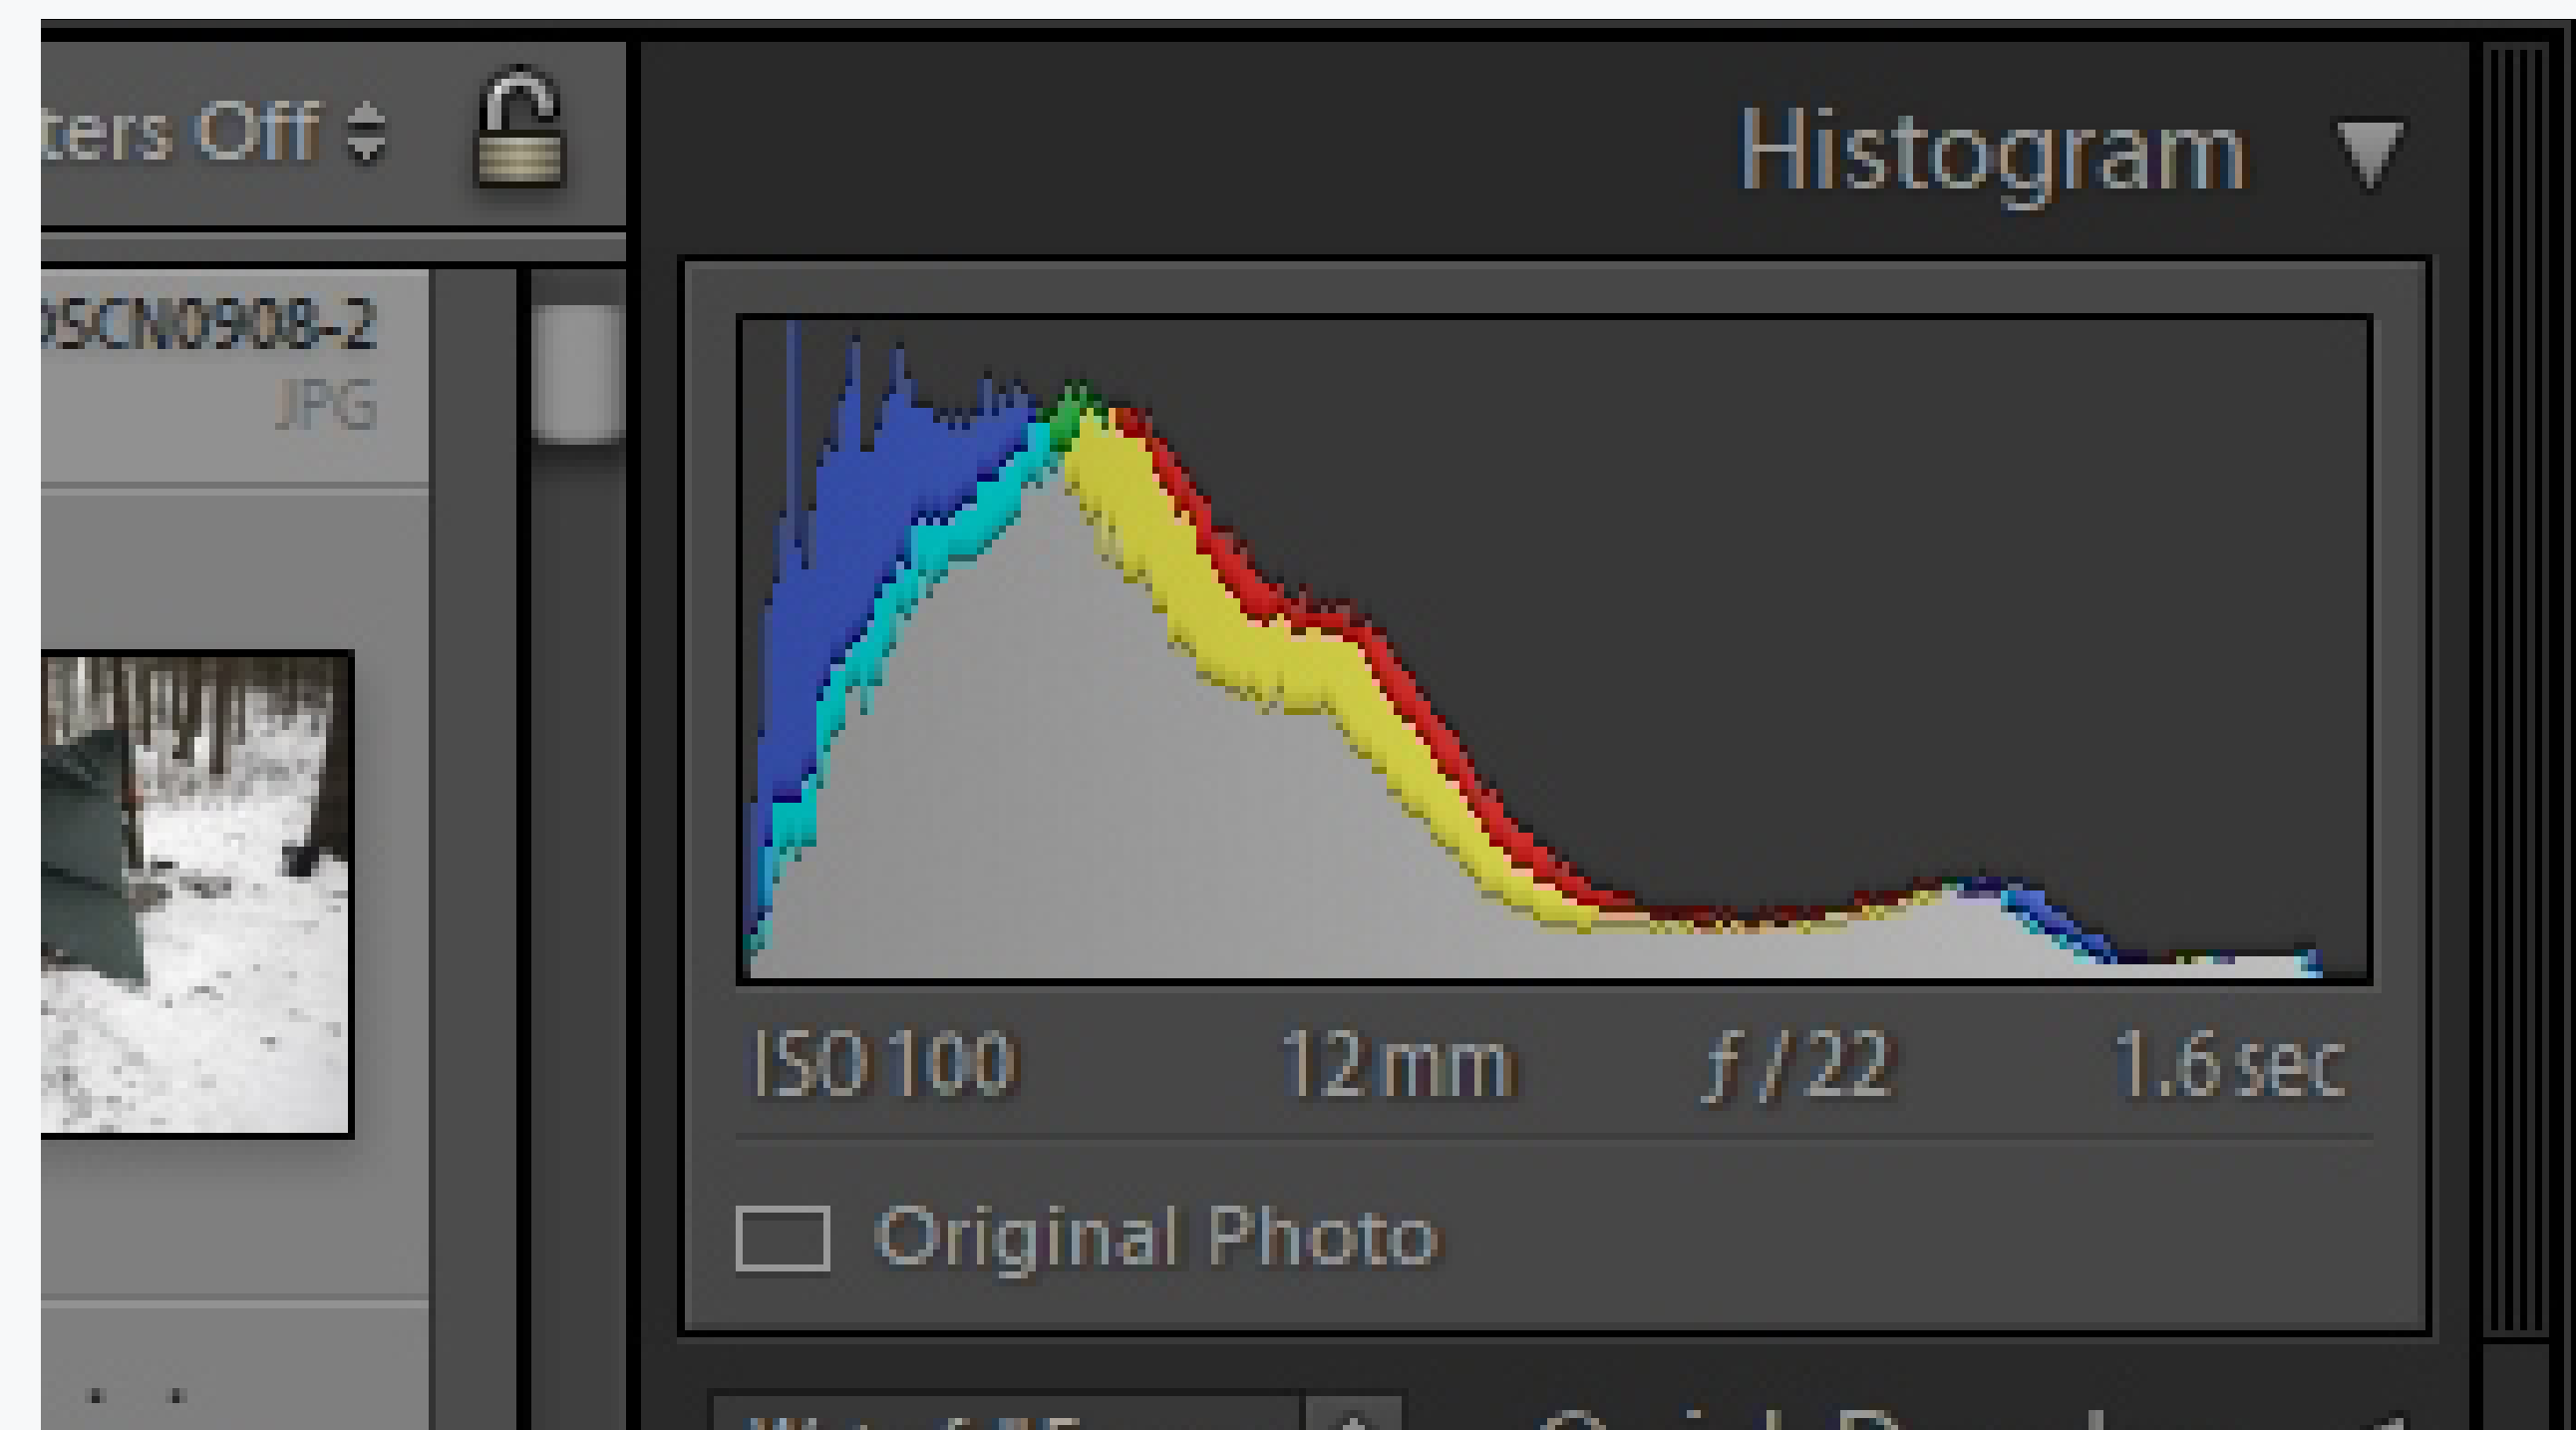 ters Off
Histogram
DSCN0908-2
JPG
ISO 100 12 mm ƒ / 22 1.6 sec
Original Photo